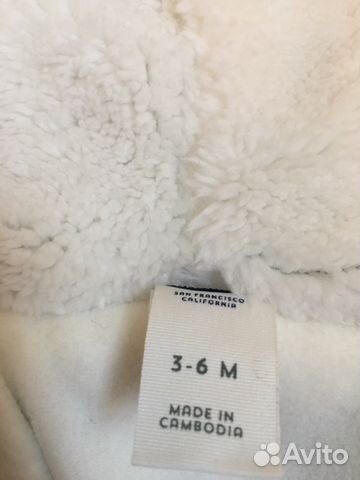 SAN FRANCISCO
CALIFORNIA
3-6 M
MADE IN
CAMBODIA
Avito